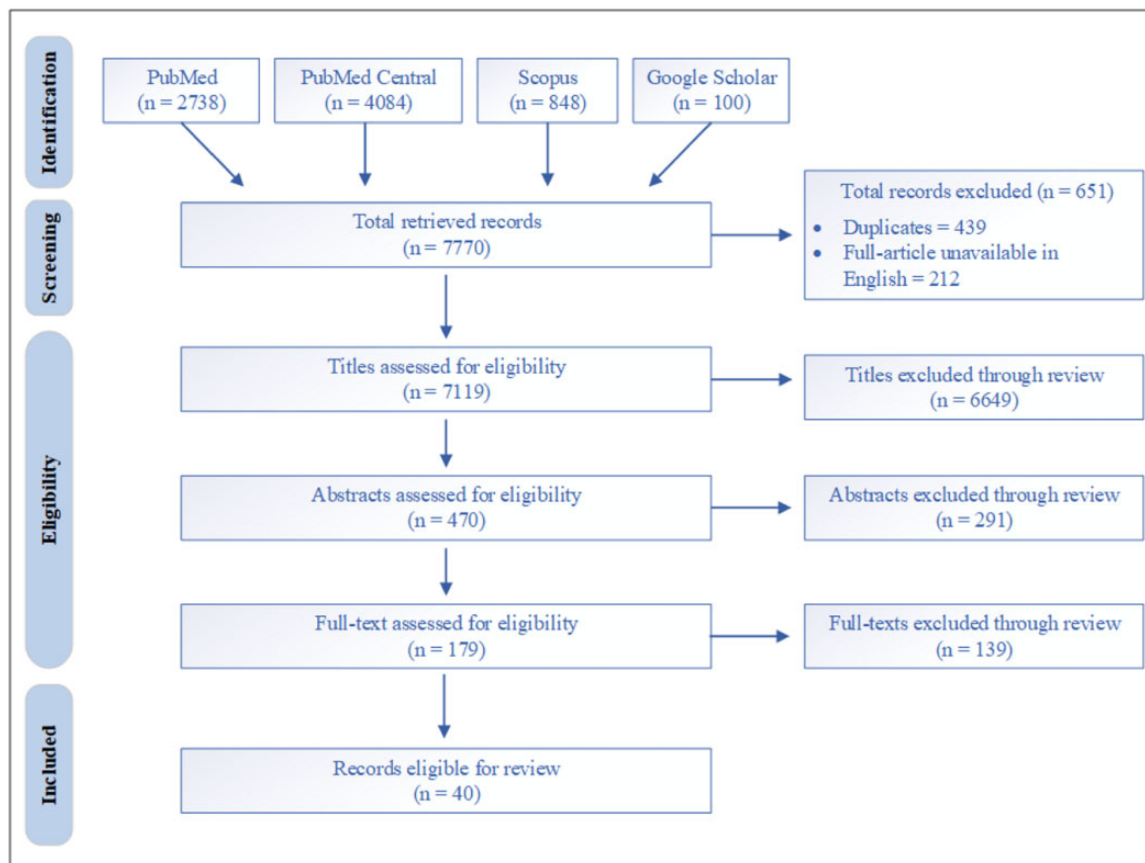 Identification
PubMed
(n = 2738)
PubMed Central
(n = 4084)
Scopus
(n = 848)
Google Scholar
(n = 100)
Screening
Total retrieved records
(n = 7770)
Total records excluded (n = 651)
• Duplicates = 439
• Full-article unavailable in
English = 212
Eligibility
Titles assessed for eligibility
(n = 7119)
Titles excluded through review
(n = 6649)
Abstracts assessed for eligibility
(n = 470)
Abstracts excluded through review
(n = 291)
Full-text assessed for eligibility
(n = 179)
Full-texts excluded through review
(n = 139)
Included
Records eligible for review
(n = 40)